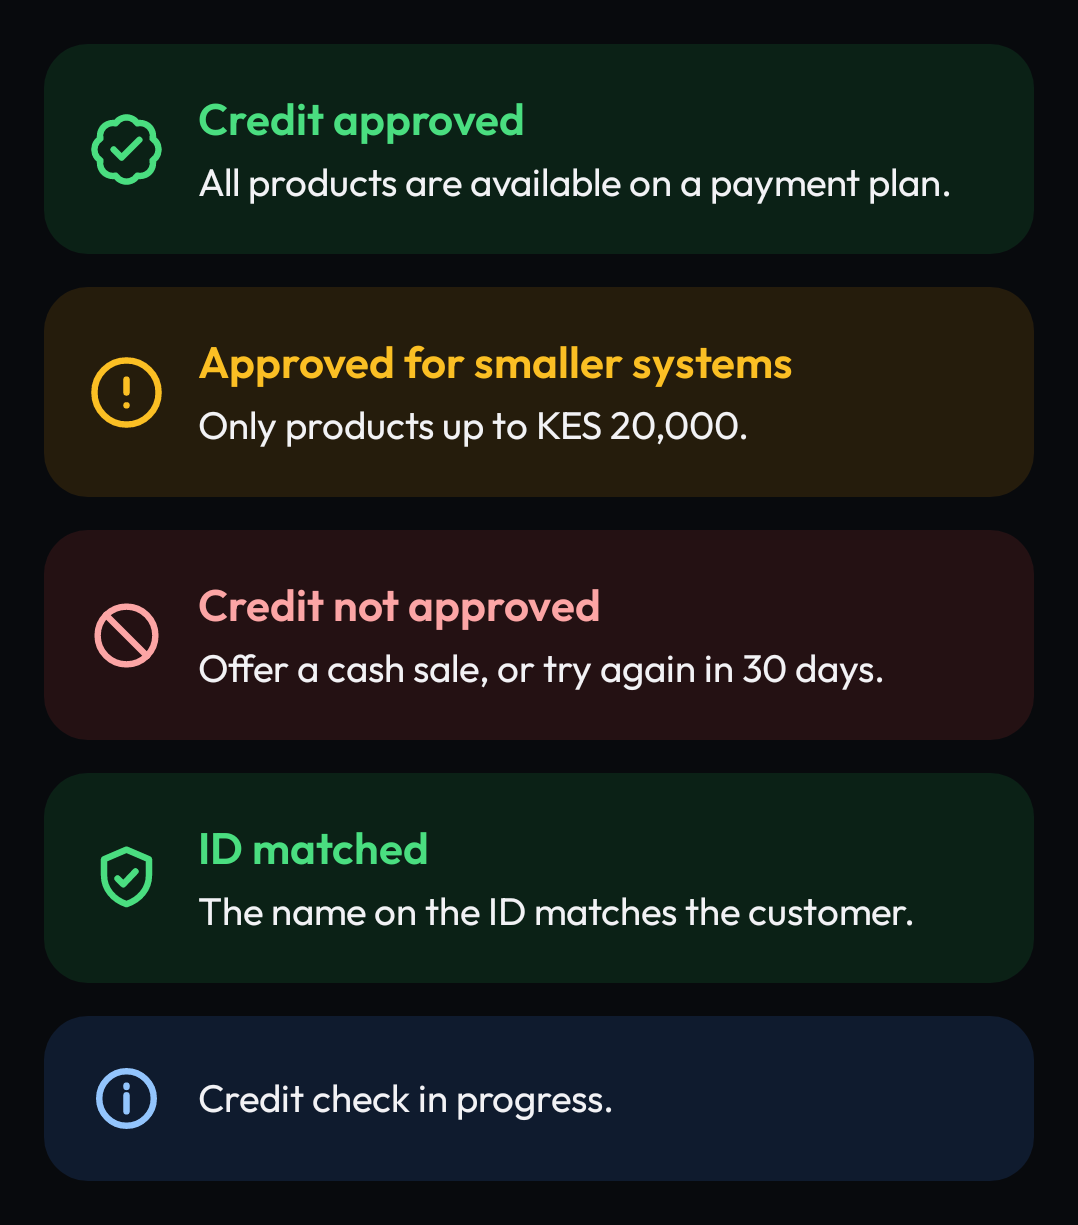 Credit approved
All products are available on a payment plan.
Approved for smaller systems
Only products up to KES 20,000.
Credit not approved
Offer a cash sale, or try again in 30 days.
ID matched
The name on the ID matches the customer.
Credit check in progress.